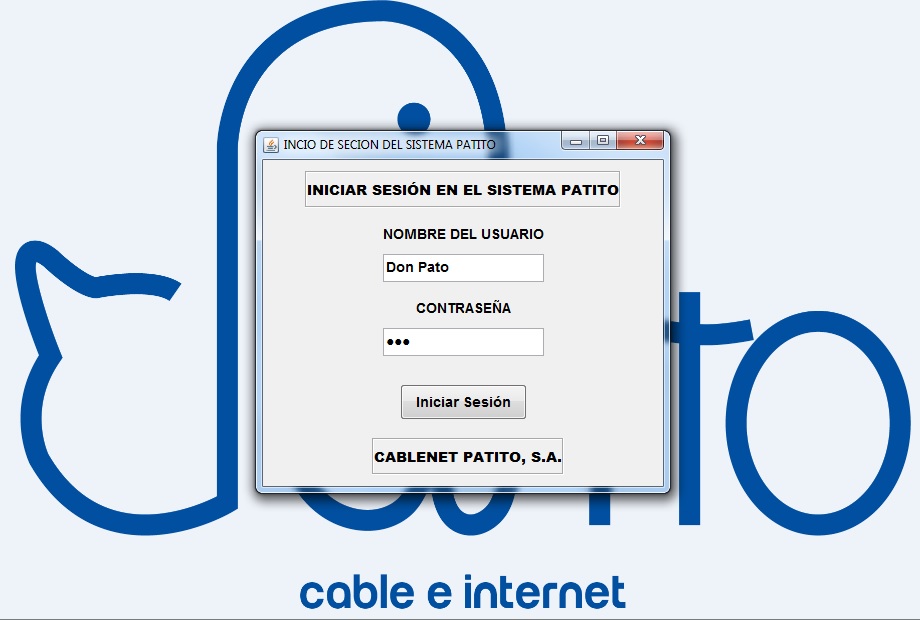 INCIO DE SECION DEL SISTEMA PATITO
INICIAR SESIÓN EN EL SISTEMA PATITO
NOMBRE DEL USUARIO
Don Pato
CONTRASEÑA
●●●
Iniciar Sesión
CABLENET PATITO, S.A.
cable e internet